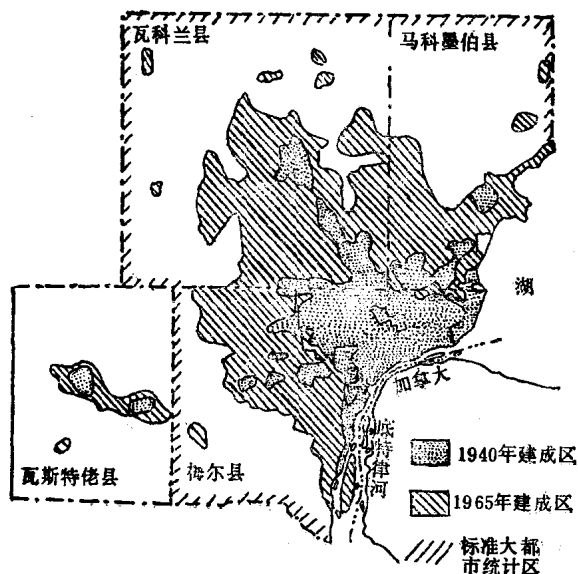 瓦科兰县
马科墨伯县
湖
加拿大
底特律河
瓦斯特佬县
梅尔县
1940年建成区
1965年建成区
标准大都
市统计区